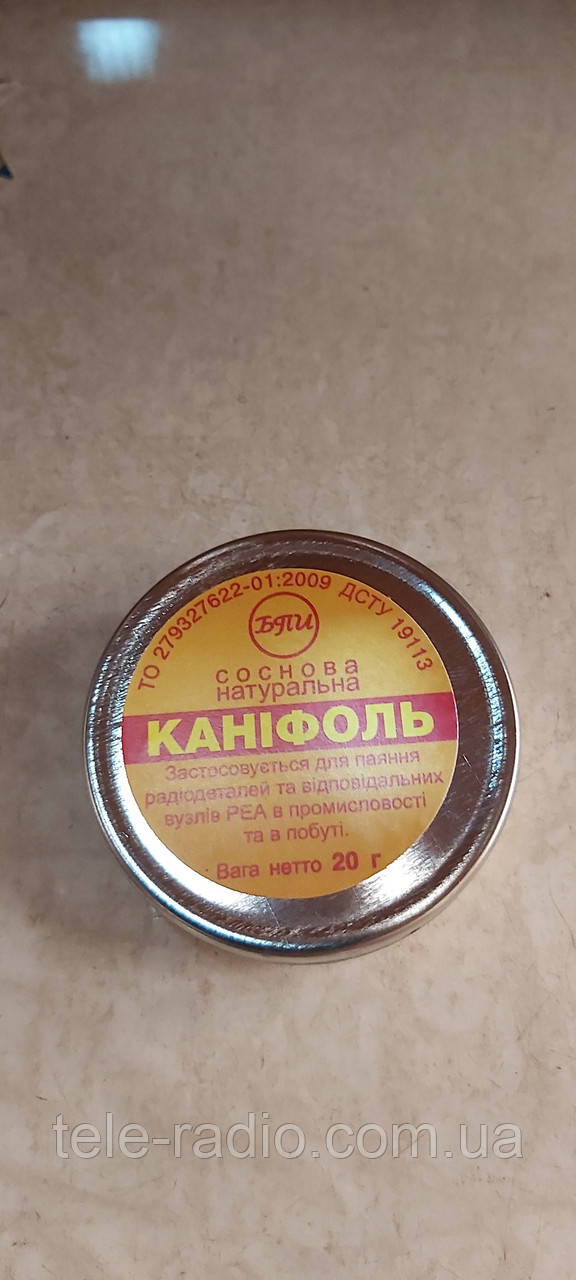 ТО 279327622-01:2009 ДСТУ 19113
БПИ
соснова
натуральна
КАНІФОЛЬ
Застосовується для паяння
радіодеталей та відповідальних
вузлів РЕА в промисловості
та в побуті.
Вага нетто 20 г
tele-radio.com.ua